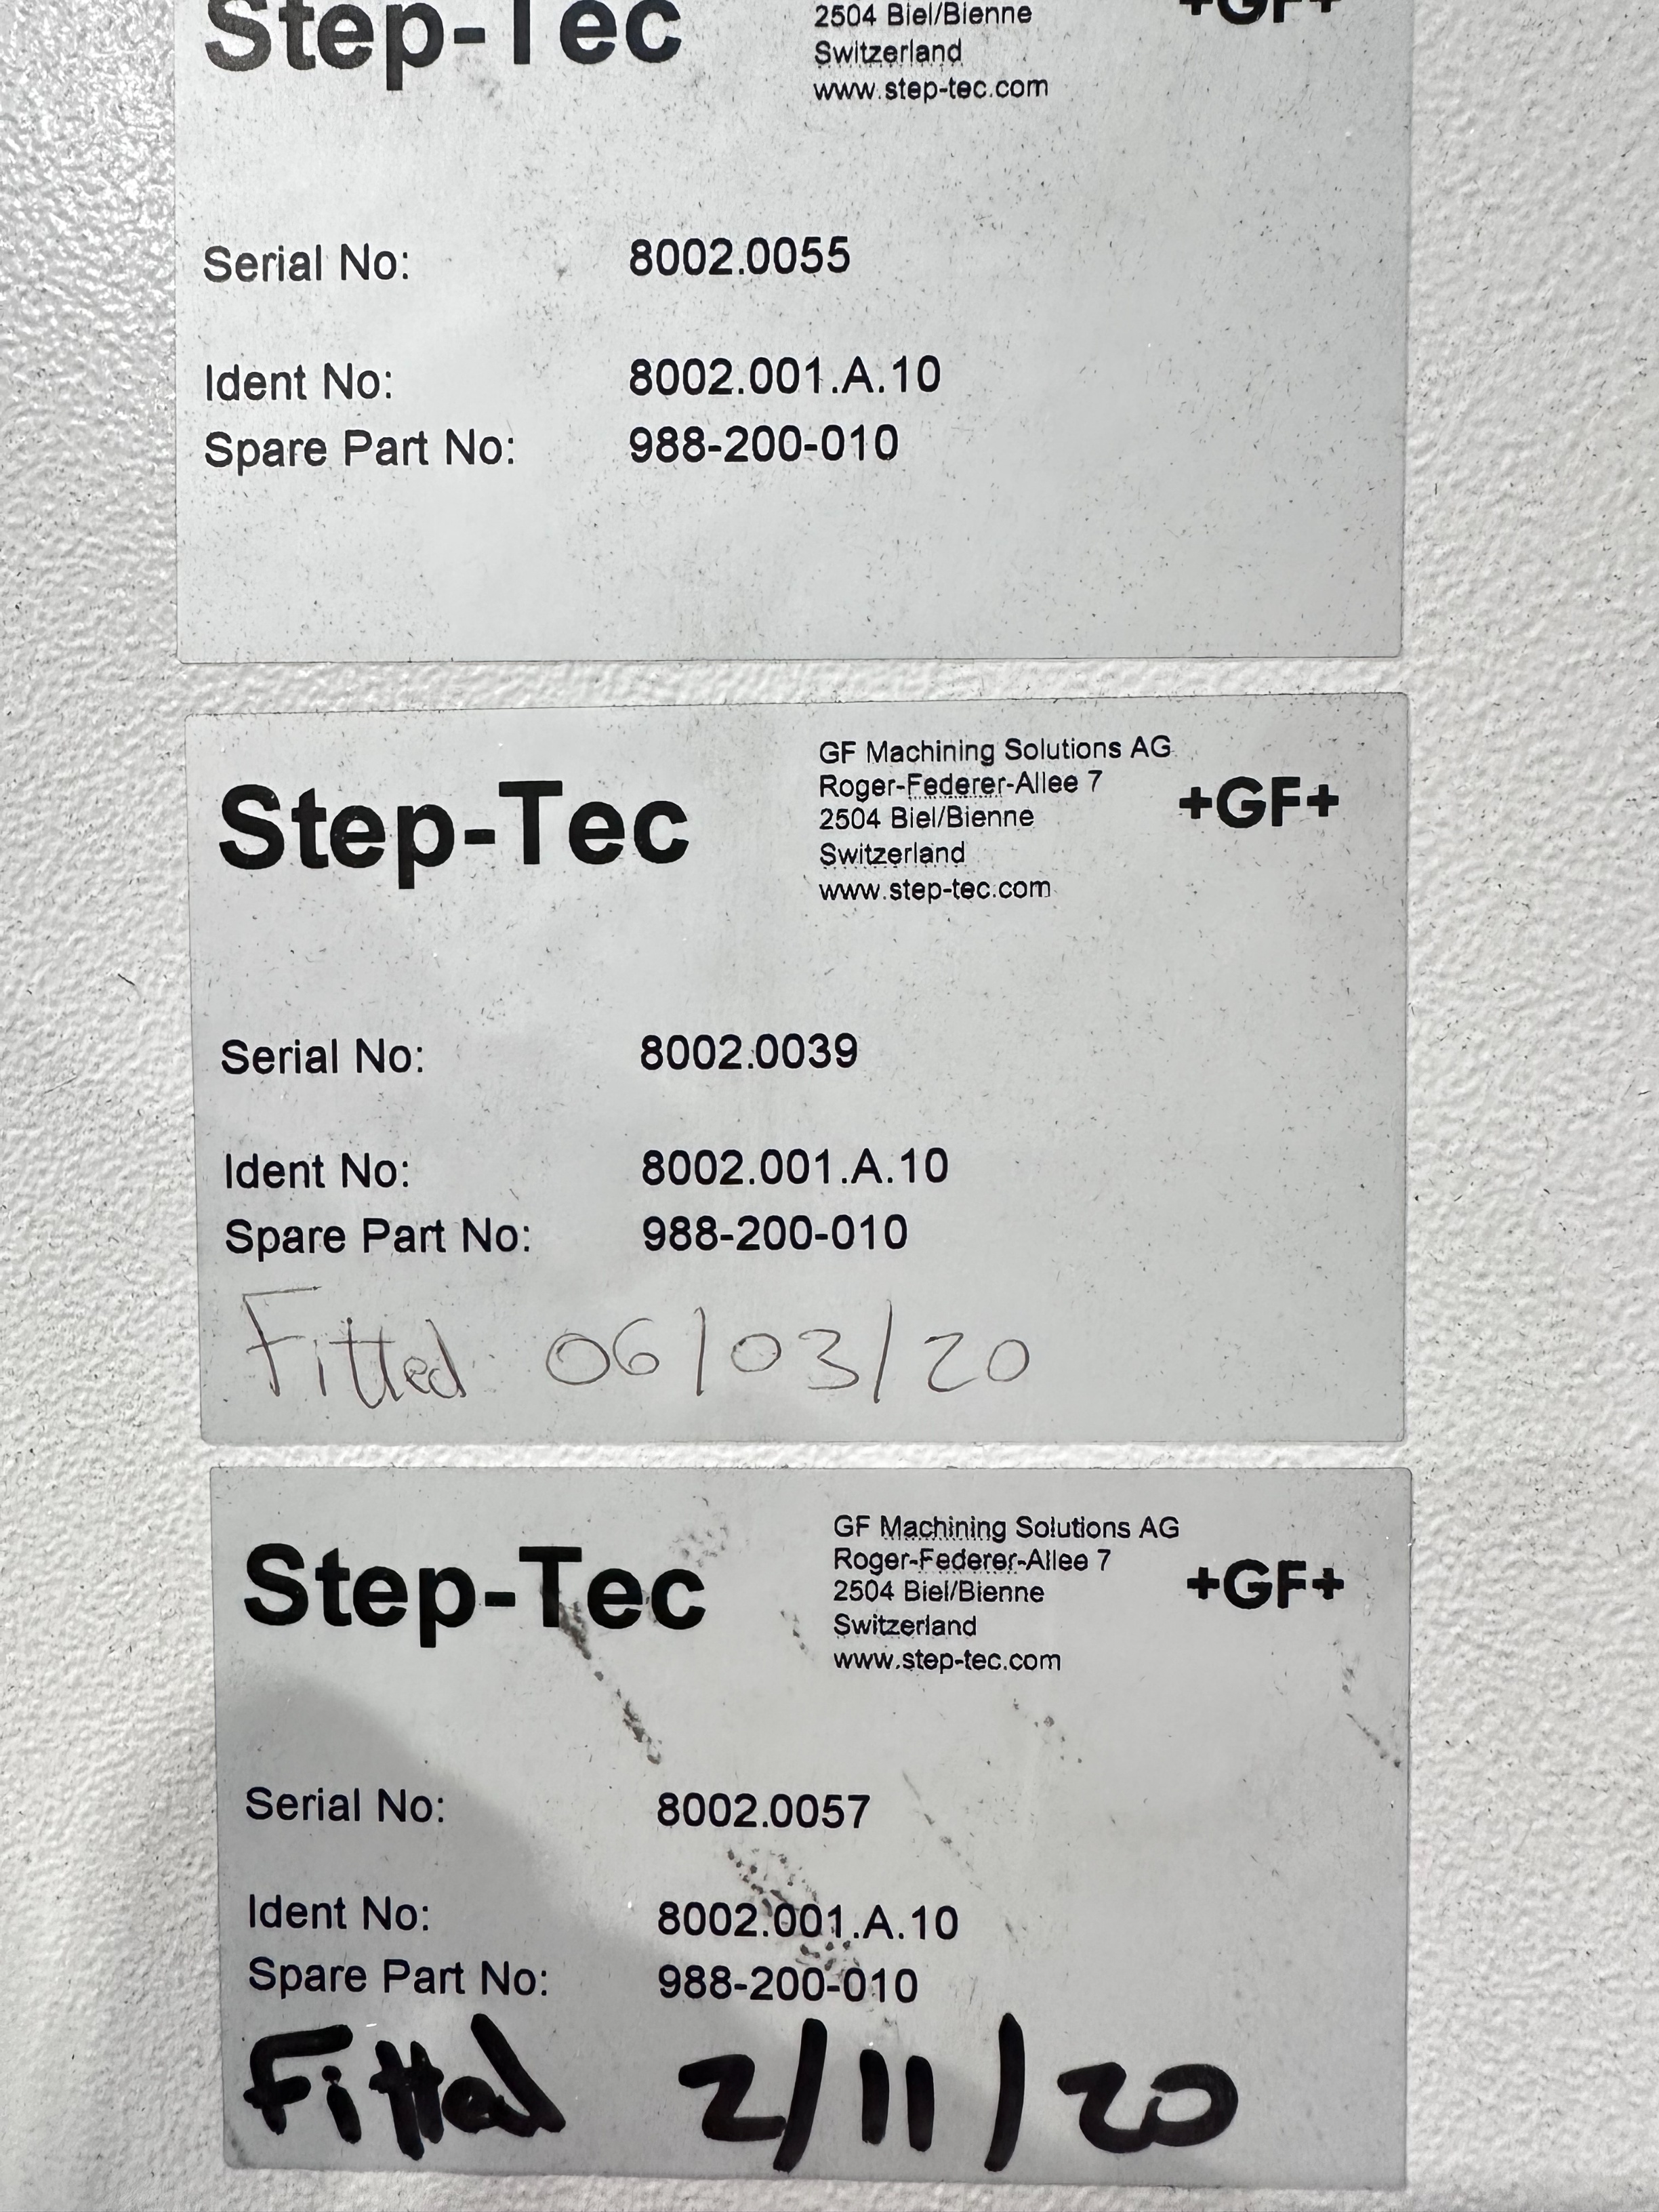 Step-Tec
2504 Biel/Bienne
Switzerland
www.step-tec.com
+GF+
Serial No: 8002.0055
Ident No: 8002.001.A.10
Spare Part No: 988-200-010
Step-Tec
GF Machining Solutions AG
Roger-Federer-Allee 7
2504 Biel/Bienne
Switzerland
www.step-tec.com
+GF+
Serial No: 8002.0039
Ident No: 8002.001.A.10
Spare Part No: 988-200-010
Fitted 06/03/20
Step-Tec
GF Machining Solutions AG
Roger-Federer-Allee 7
2504 Biel/Bienne
Switzerland
www.step-tec.com
+GF+
Serial No: 8002.0057
Ident No: 8002.001.A.10
Spare Part No: 988-200-010
Fitted 2/11/20